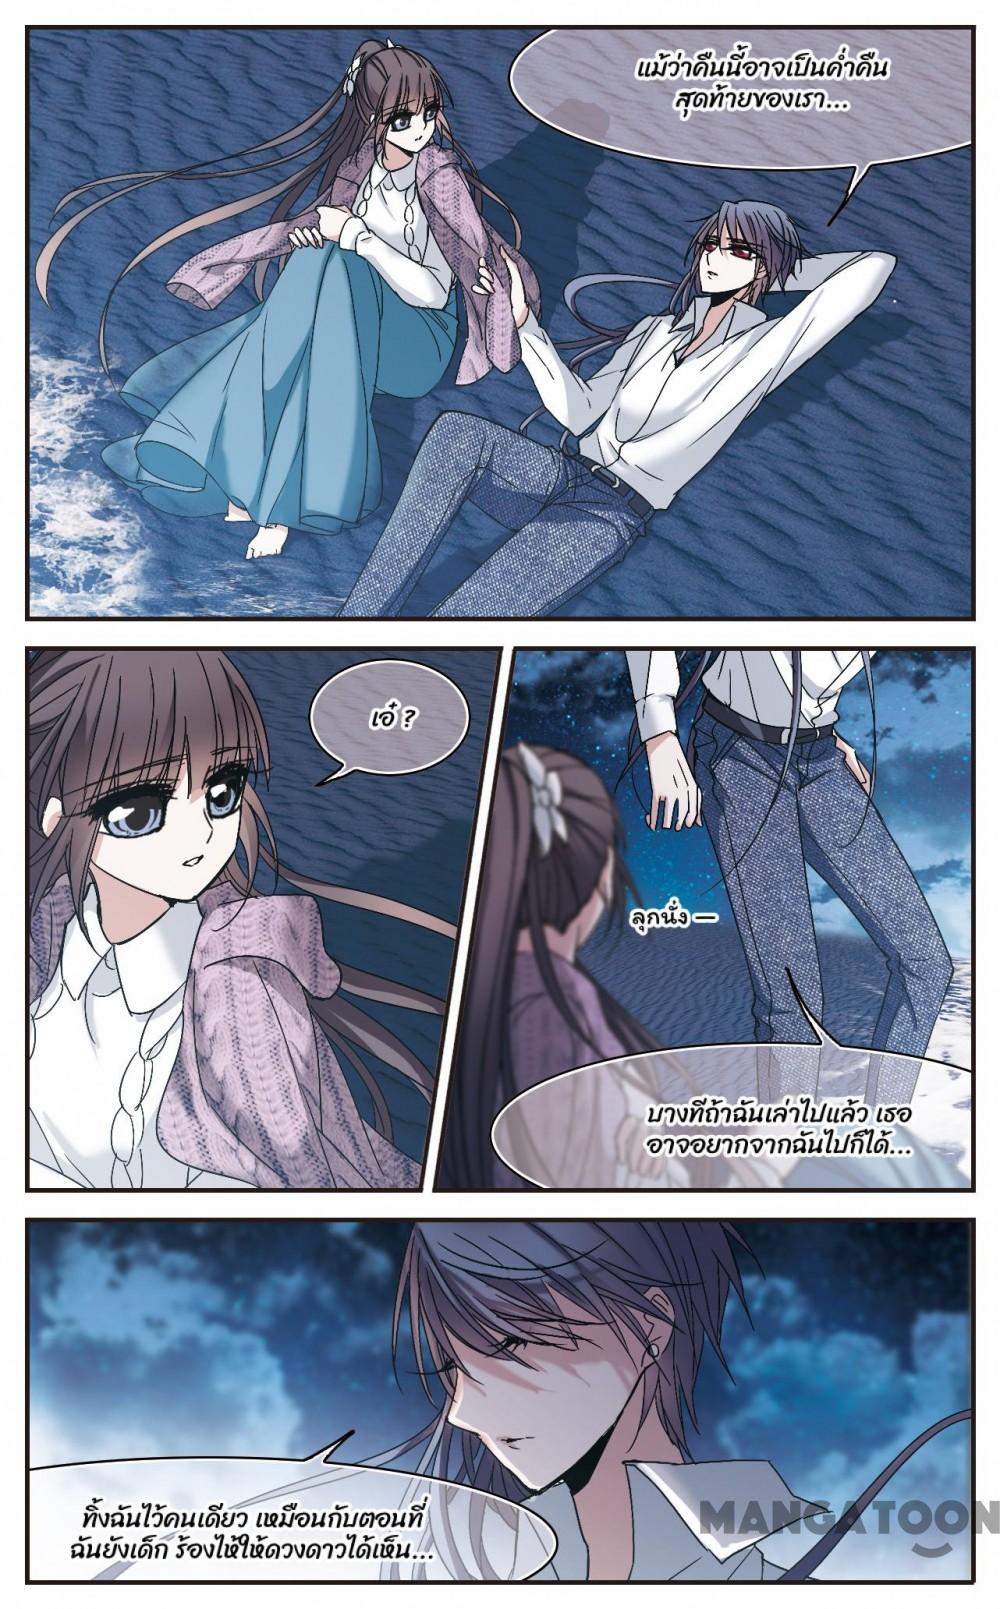 แม้ว่าคืนนี้อาจเป็นค่ำคืน
สุดท้ายของเรา...
เอ๋ ?
ลุกนั่ง —
บางทีถ้าฉันเล่าไปแล้ว เธอ
อาจอยากจากฉันไปก็ได้...
ทิ้งฉันไว้คนเดียว เหมือนกับตอนที่
ฉันยังเด็ก ร้องไห้ให้ดวงดาวได้เห็น...
MANGATOON